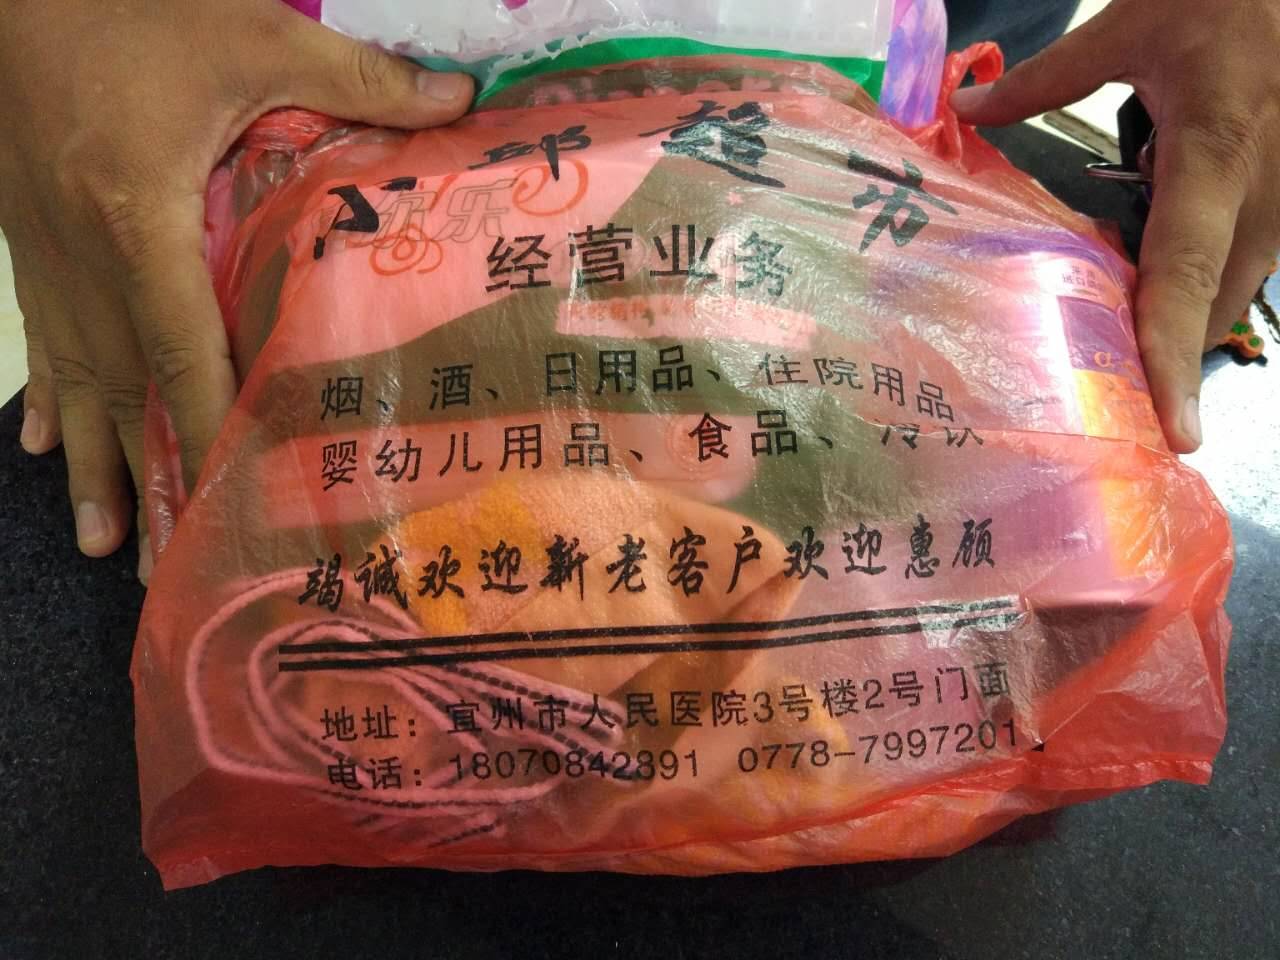 超市
经营业务
烟、酒、日用品、住院用品
婴幼儿用品、食品、冷饮
竭诚欢迎新老客户欢迎惠顾
地址：宜州市人民医院3号楼2号门面
电话：18070842891 0778-7997201